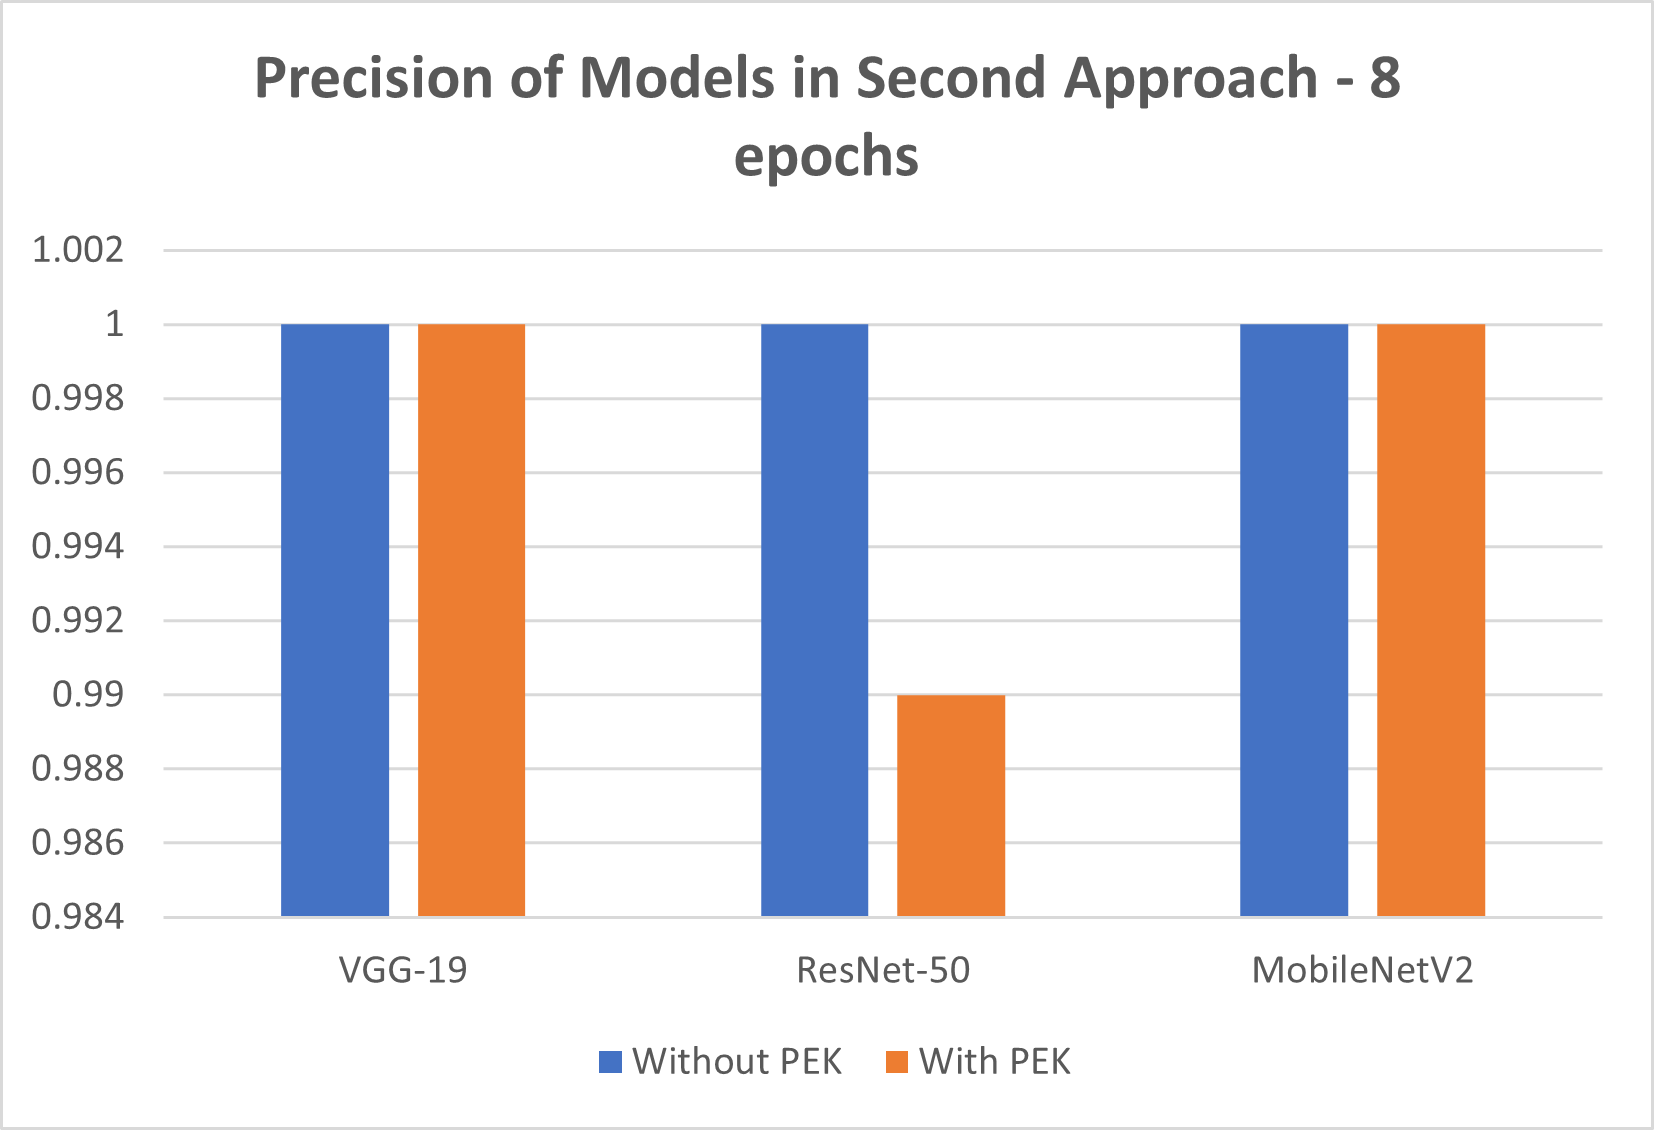 Precision of Models in Second Approach - 8
epochs
1.002
1
0.998
0.996
0.994
0.992
0.99
0.988
0.986
0.984
VGG-19
ResNet-50
MobileNetV2
Without PEK
With PEK